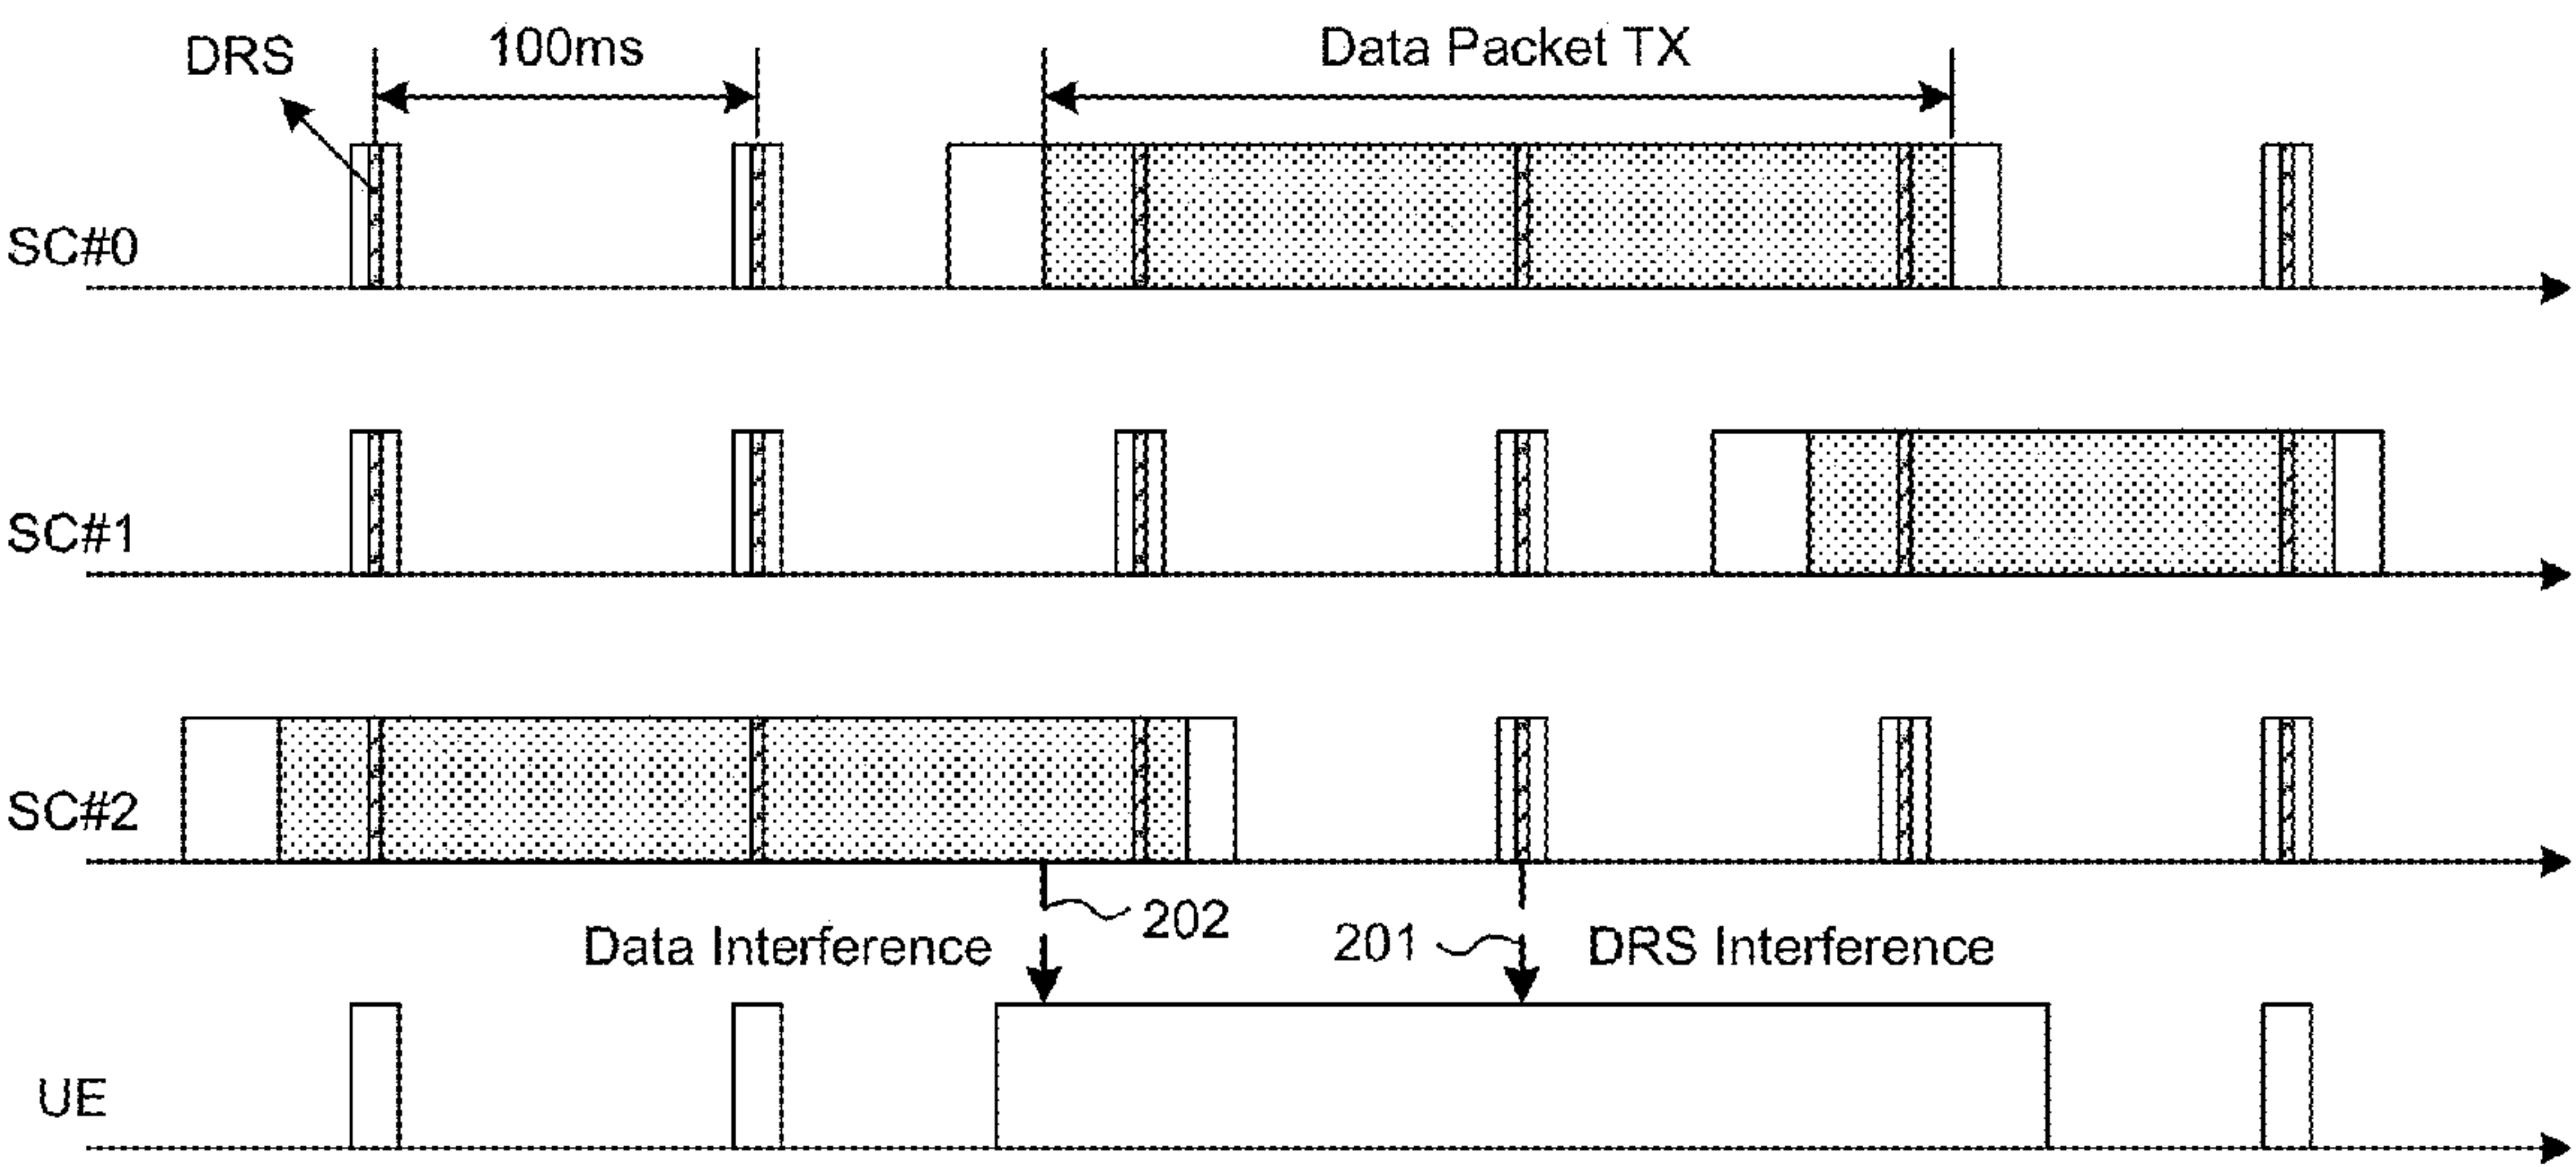 DRS
100ms
Data Packet TX
SC#0
SC#1
SC#2
202
Data Interference
201
DRS Interference
UE